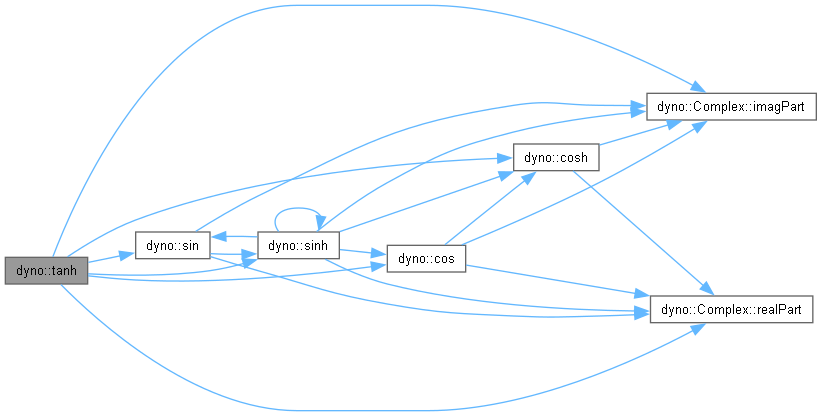 dyno::tanh
dyno::sin
dyno::sinh
dyno::cos
dyno::cosh
dyno::Complex::imagPart
dyno::Complex::realPart